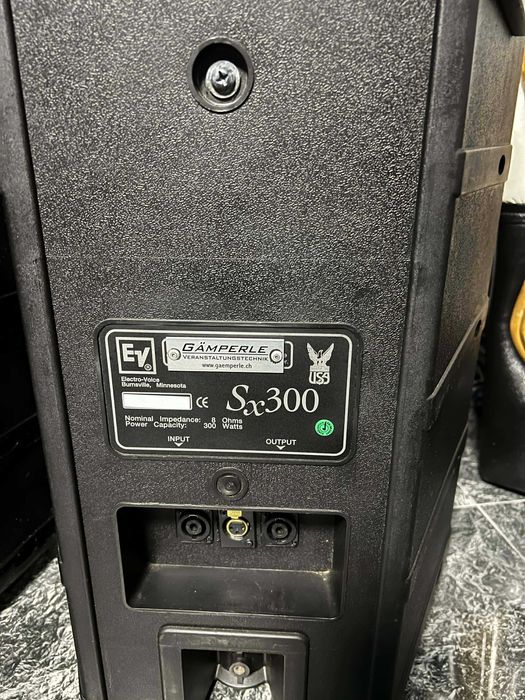 EV®
GÄMPERLE
VERANSTALTUNGSTECHNIK
www.gaemperle.ch
Electro-Voice
Burnsville, Minnesota
USA
CE
Sx300
Nominal Impedance: 8 Ohms
Power Capacity: 300 Watts
INPUT OUTPUT